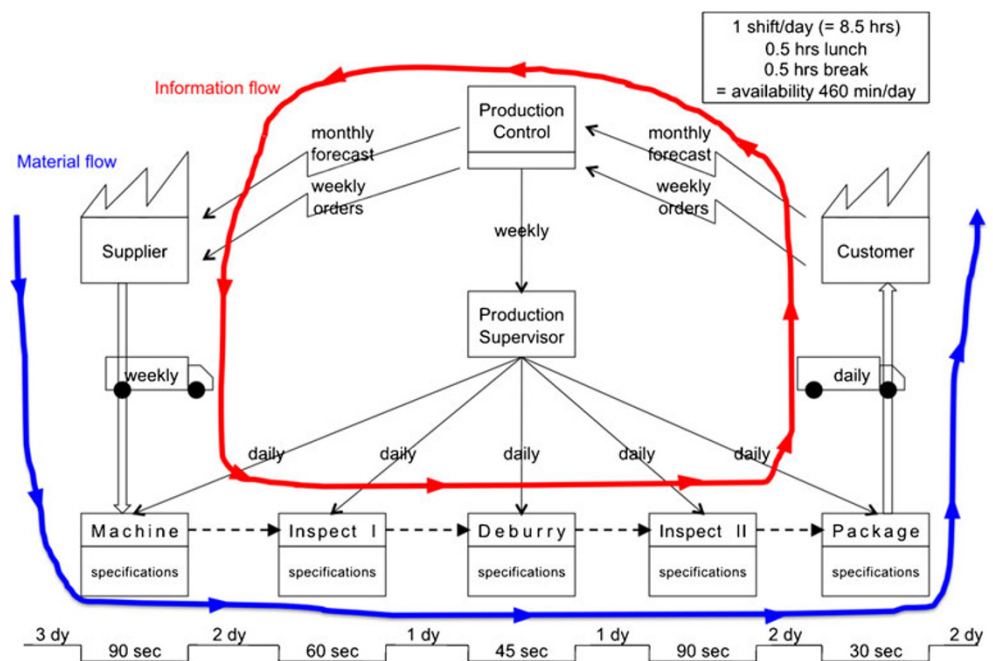 1 shift/day (= 8.5 hrs)
0.5 hrs lunch
0.5 hrs break
= availability 460 min/day
Information flow
Material flow
Production
Control
monthly
forecast
weekly
orders
monthly
forecast
weekly
orders
Supplier
weekly
Customer
Production
Supervisor
weekly
daily
daily
daily
daily
daily
daily
Machine
Inspect I
Deburry
Inspect II
Package
specifications
specifications
specifications
specifications
specifications
3 dy
2 dy
1 dy
1 dy
2 dy
2 dy
90 sec
60 sec
45 sec
90 sec
30 sec